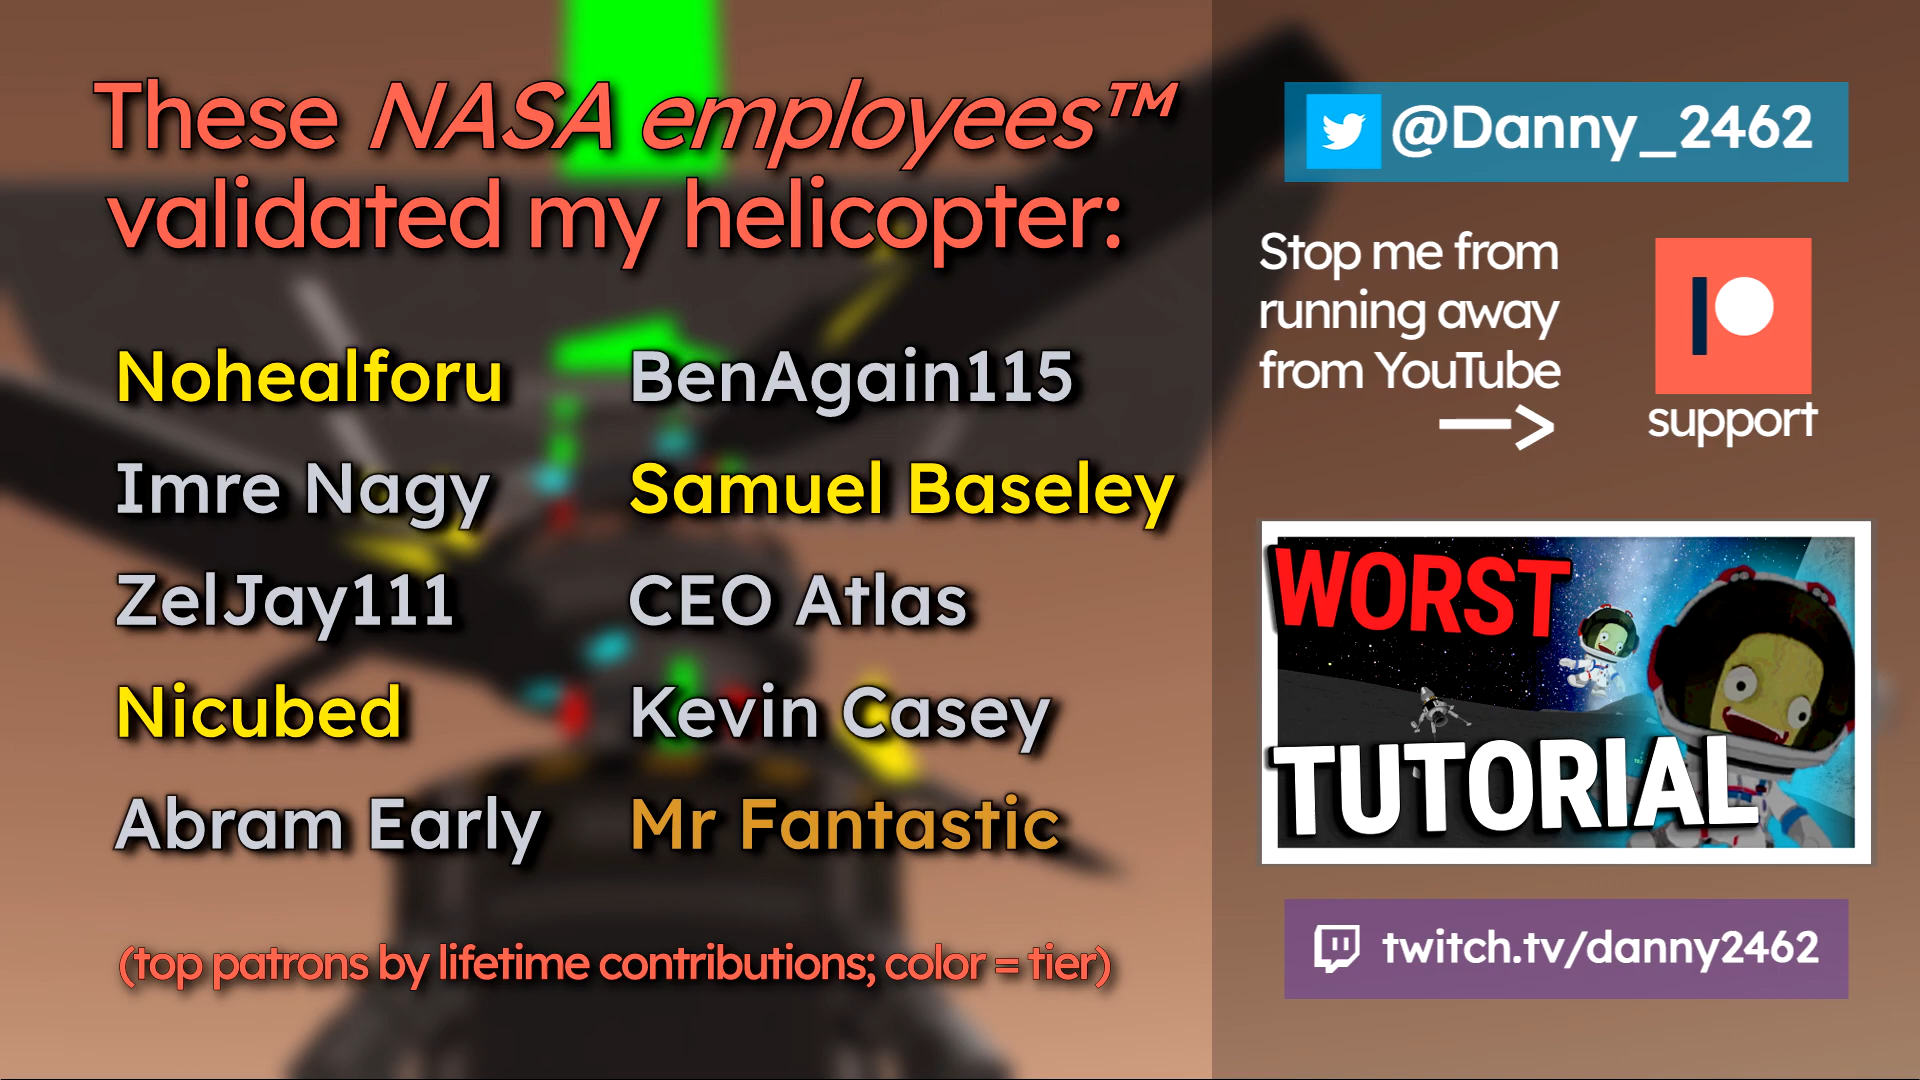 These NASA employees™
validated my helicopter:
Nohealforu
Imre Nagy
ZelJay111
Nicubed
Abram Early
BenAgain115
Samuel Baseley
CEO Atlas
Kevin Casey
Mr Fantastic
(top patrons by lifetime contributions; color = tier)
@Danny_2462
Stop me from
running away
from YouTube
support
WORST
TUTORIAL
twitch.tv/danny2462